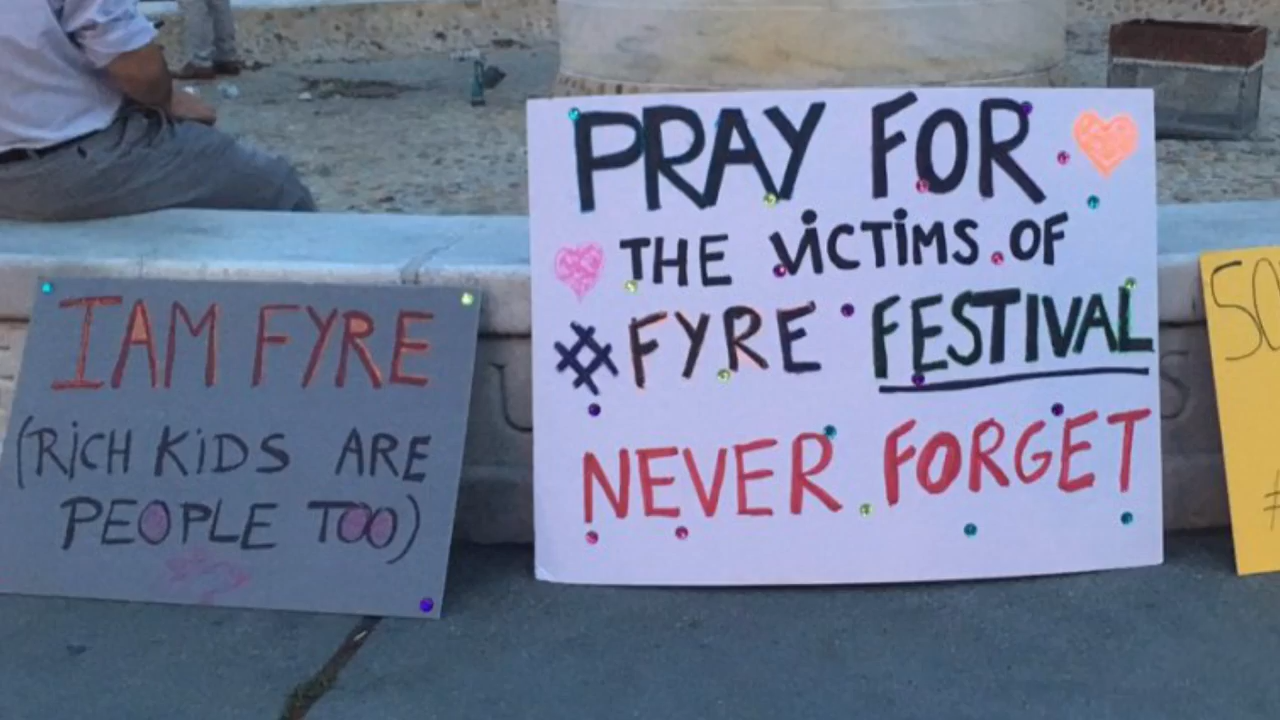 I AM FYRE
(RiCH KiDS ARE
PEOPLE TOO)
PRAY FOR
THE ViCTiMS OF
#FYRE FESTIVAL
NEVER FORGET